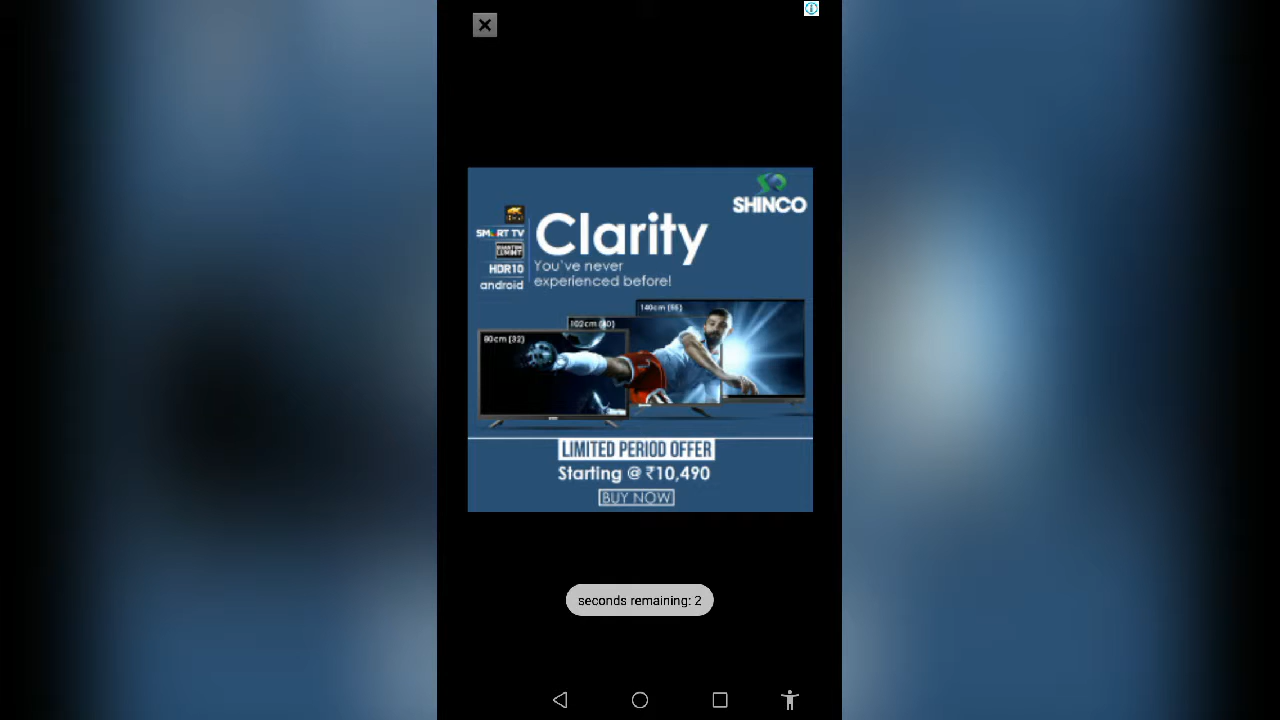 SHINCO
4K
SMART TV
HDR10
android
Clarity
You've never
experienced before!
140cm (55)
102cm (40)
80cm (32)
LIMITED PERIOD OFFER
Starting @ ₹10,490
BUY NOW
seconds remaining: 2